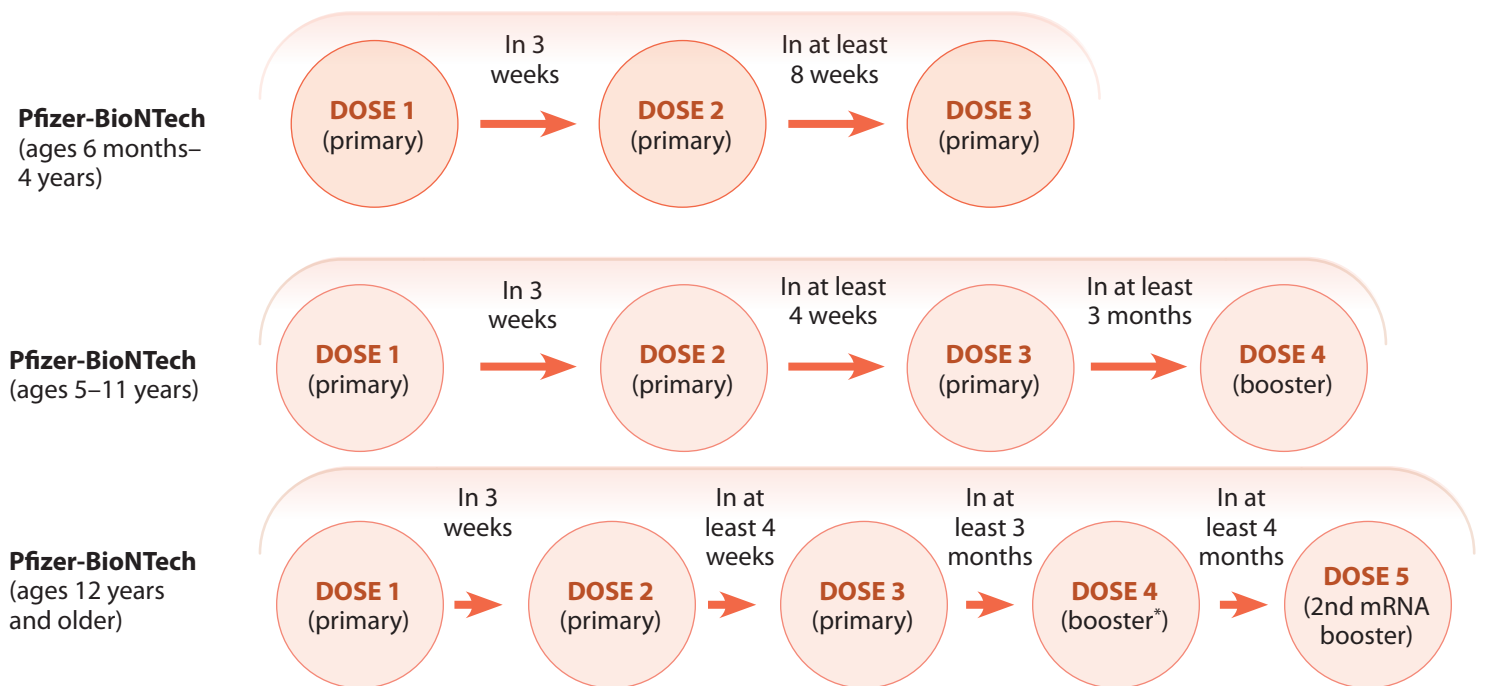 Pfizer-BioNTech
(ages 6 months–
4 years)
DOSE 1
(primary)
In 3
weeks
DOSE 2
(primary)
In at least
8 weeks
DOSE 3
(primary)
Pfizer-BioNTech
(ages 5–11 years)
DOSE 1
(primary)
In 3
weeks
DOSE 2
(primary)
In at least
4 weeks
DOSE 3
(primary)
In at least
3 months
DOSE 4
(booster)
Pfizer-BioNTech
(ages 12 years
and older)
DOSE 1
(primary)
In 3
weeks
DOSE 2
(primary)
In at
least 4
weeks
DOSE 3
(primary)
In at
least 3
months
DOSE 4
(booster*)
In at
least 4
months
DOSE 5
(2nd mRNA
booster)